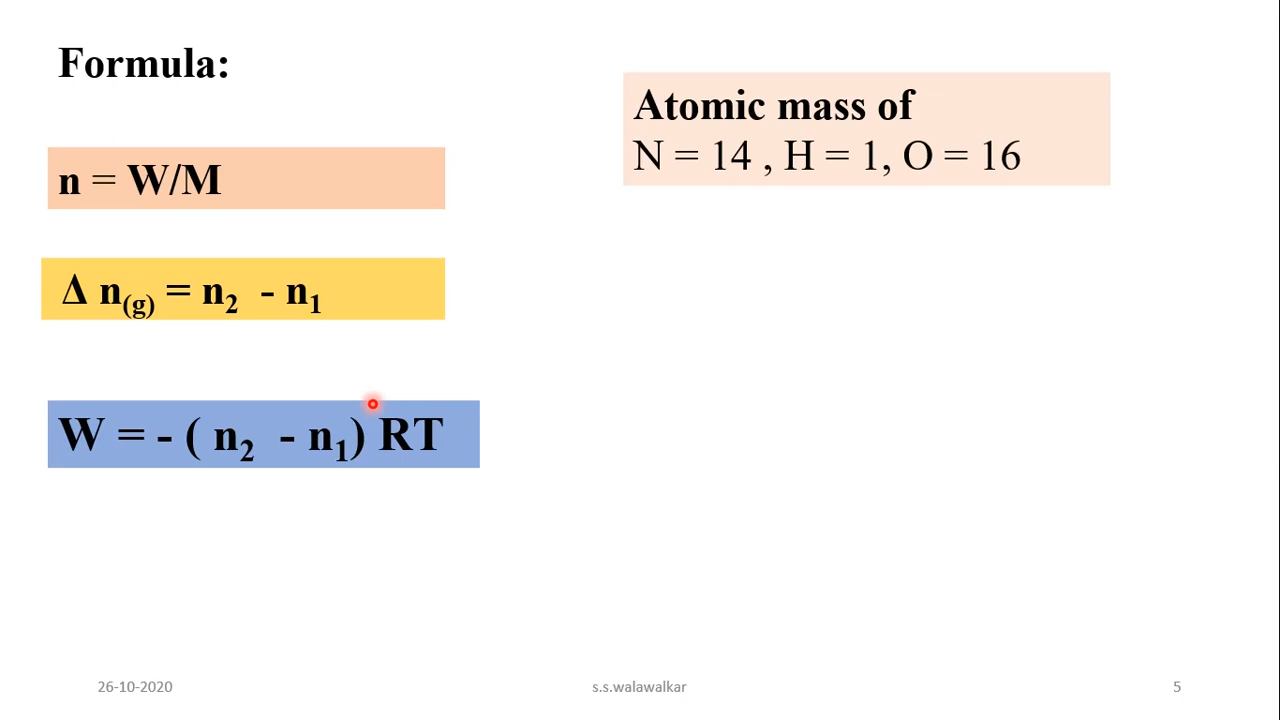 Formula:
Atomic mass of
N = 14 , H = 1, O = 16
n = W/M
Δ n(g) = n2 - n1
W = - ( n2 - n1) RT
26-10-2020
s.s.walawalkar
5